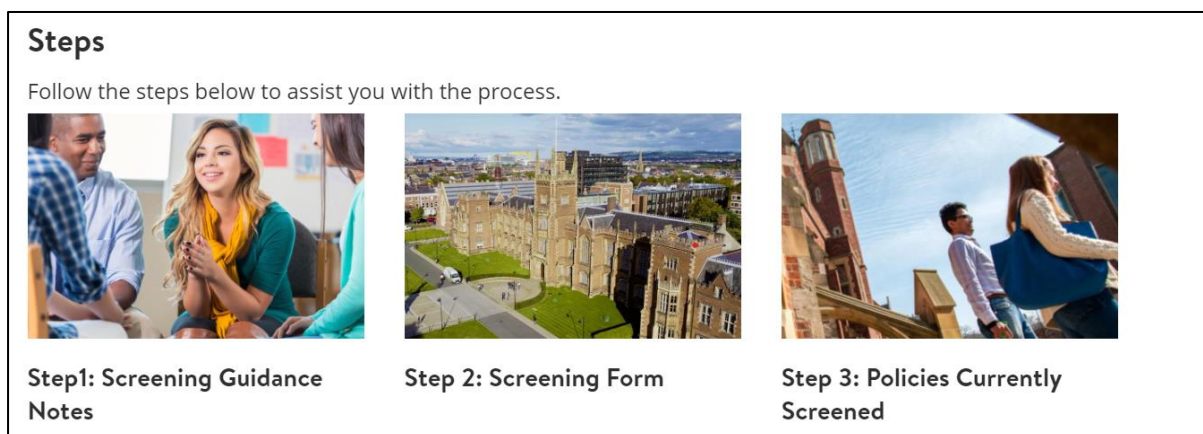 Steps
Follow the steps below to assist you with the process.
Step1: Screening Guidance
Notes
Step 2: Screening Form
Step 3: Policies Currently
Screened